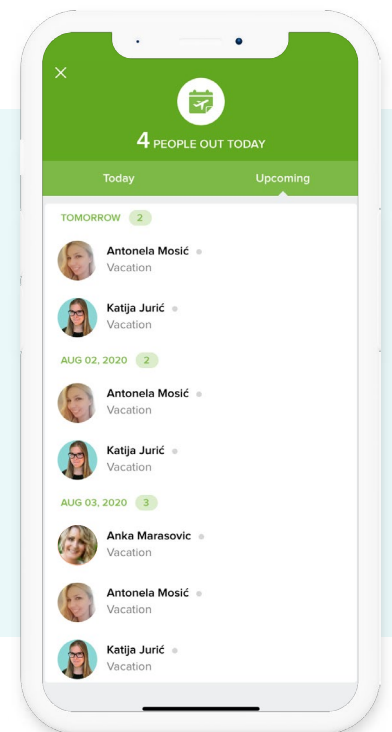 4 PEOPLE OUT TODAY
Today Upcoming
TOMORROW 2
Antonela Mosić
Vacation
Katija Jurić
Vacation
AUG 02, 2020 2
Antonela Mosić
Vacation
Katija Jurić
Vacation
AUG 03, 2020 3
Anka Marasovic
Vacation
Antonela Mosić
Vacation
Katija Jurić
Vacation